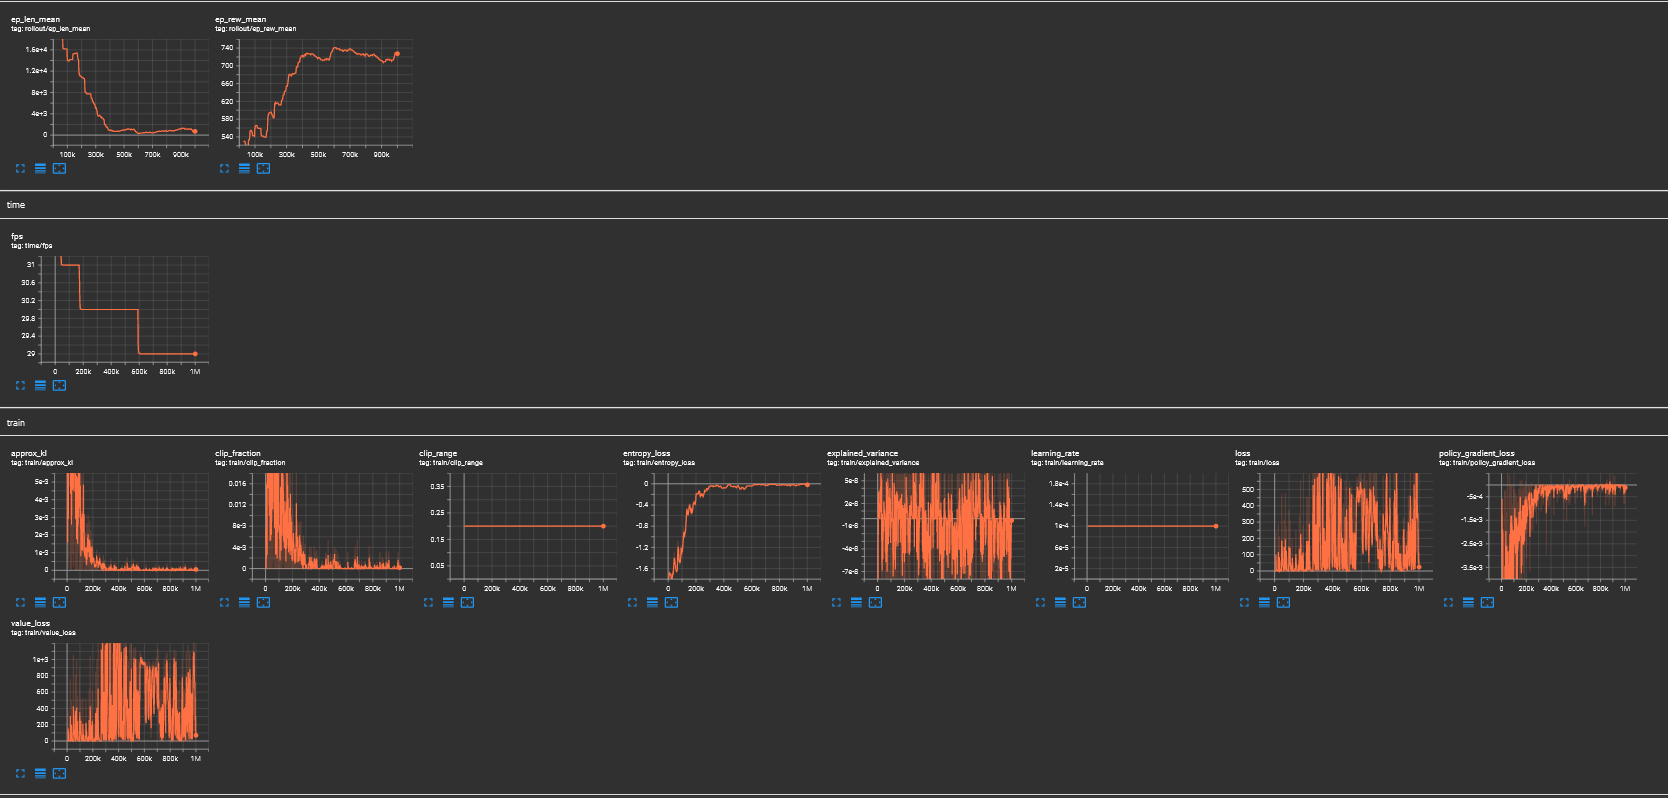 ep_len_mean
tag: rollout/ep_len_mean
1.6e+4
1.2e+4
8e+3
4e+3
0
100k 300k 500k 700k 900k
ep_rew_mean
tag: rollout/ep_rew_mean
740
700
660
620
580
540
100k 300k 500k 700k 900k
time
fps
tag: time/fps
31
30.6
30.2
29.8
29.4
29
0 200k 400k 600k 800k 1M
train
approx_kl
tag: train/approx_kl
5e-3
4e-3
3e-3
2e-3
1e-3
0
0 200k 400k 600k 800k 1M
clip_fraction
tag: train/clip_fraction
0.016
0.012
8e-3
4e-3
0
0 200k 400k 600k 800k 1M
clip_range
tag: train/clip_range
0.35
0.25
0.15
0.05
0 200k 400k 600k 800k 1M
entropy_loss
tag: train/entropy_loss
0
-0.4
-0.8
-1.2
-1.6
0 200k 400k 600k 800k 1M
explained_variance
tag: train/explained_variance
5e-8
2e-8
-1e-8
-4e-8
-7e-8
0 200k 400k 600k 800k 1M
learning_rate
tag: train/learning_rate
1.8e-4
1.4e-4
1e-4
6e-5
2e-5
0 200k 400k 600k 800k 1M
loss
tag: train/loss
500
400
300
200
100
0
0 200k 400k 600k 800k 1M
policy_gradient_loss
tag: train/policy_gradient_loss
-5e-4
-1.5e-3
-2.5e-3
-3.5e-3
0 200k 400k 600k 800k 1M
value_loss
tag: train/value_loss
1e+3
800
600
400
200
0
0 200k 400k 600k 800k 1M